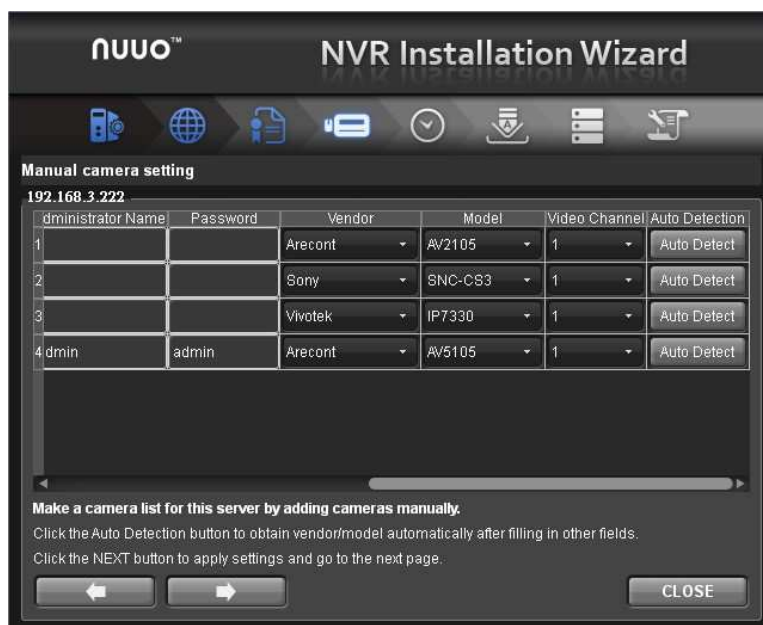 nuuo™
NVR Installation Wizard
Manual camera setting
192.168.3.222
dministrator Name Password Vendor Model Video Channel Auto Detection
1 Arecont AV2105 1 Auto Detect
2 Sony SNC-CS3 1 Auto Detect
3 Vivotek IP7330 1 Auto Detect
4 dmin admin Arecont AV5105 1 Auto Detect
Make a camera list for this server by adding cameras manually.
Click the Auto Detection button to obtain vendor/model automatically after filling in other fields.
Click the NEXT button to apply settings and go to the next page.
CLOSE